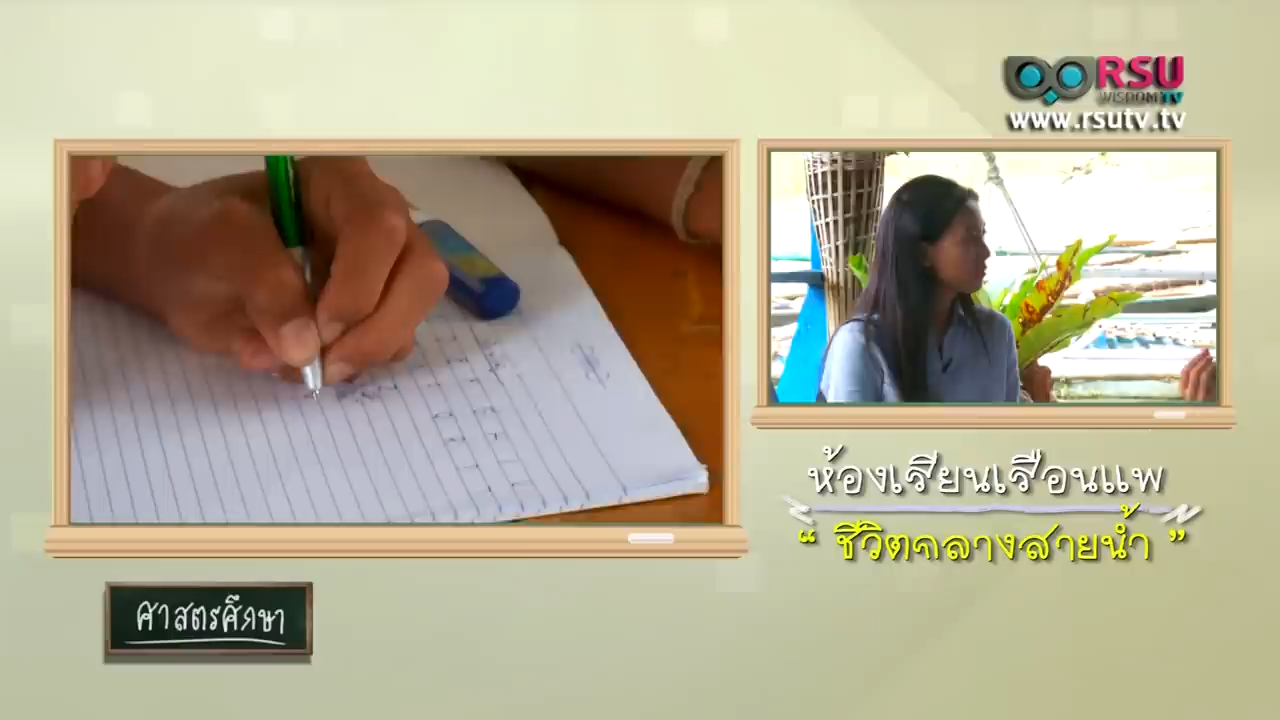 RSU
WISDOM TV
www.rsutv.tv
ห้องเรียนเรือนแพ
“ ชีวิตกลางสายน้ำ ”
ศาสตรศึกษา